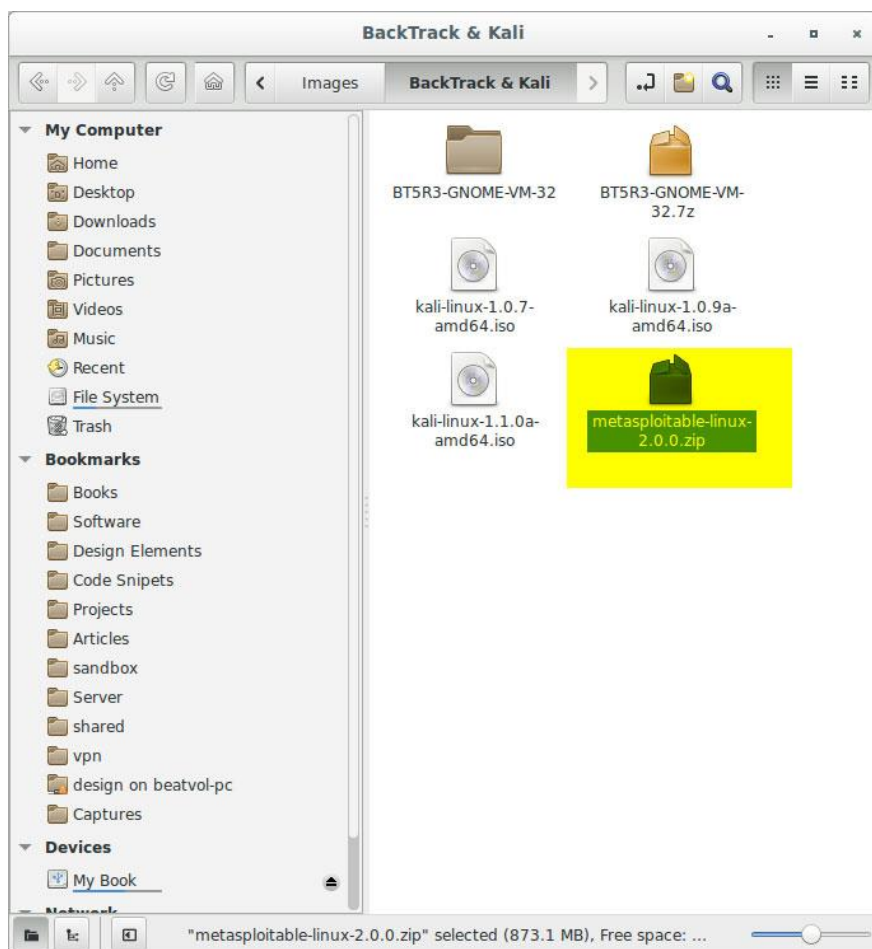 BackTrack & Kali
Images
BackTrack & Kali
My Computer
Home
Desktop
Downloads
Documents
Pictures
Videos
Music
Recent
File System
Trash
Bookmarks
Books
Software
Design Elements
Code Snipets
Projects
Articles
sandbox
Server
shared
vpn
design on beatvol-pc
Captures
Devices
My Book
Network
BT5R3-GNOME-VM-32
BT5R3-GNOME-VM-
32.7z
kali-linux-1.0.7-
amd64.iso
kali-linux-1.0.9a-
amd64.iso
kali-linux-1.1.0a-
amd64.iso
metasploitable-linux-
2.0.0.zip
"metasploitable-linux-2.0.0.zip" selected (873.1 MB), Free space: ...